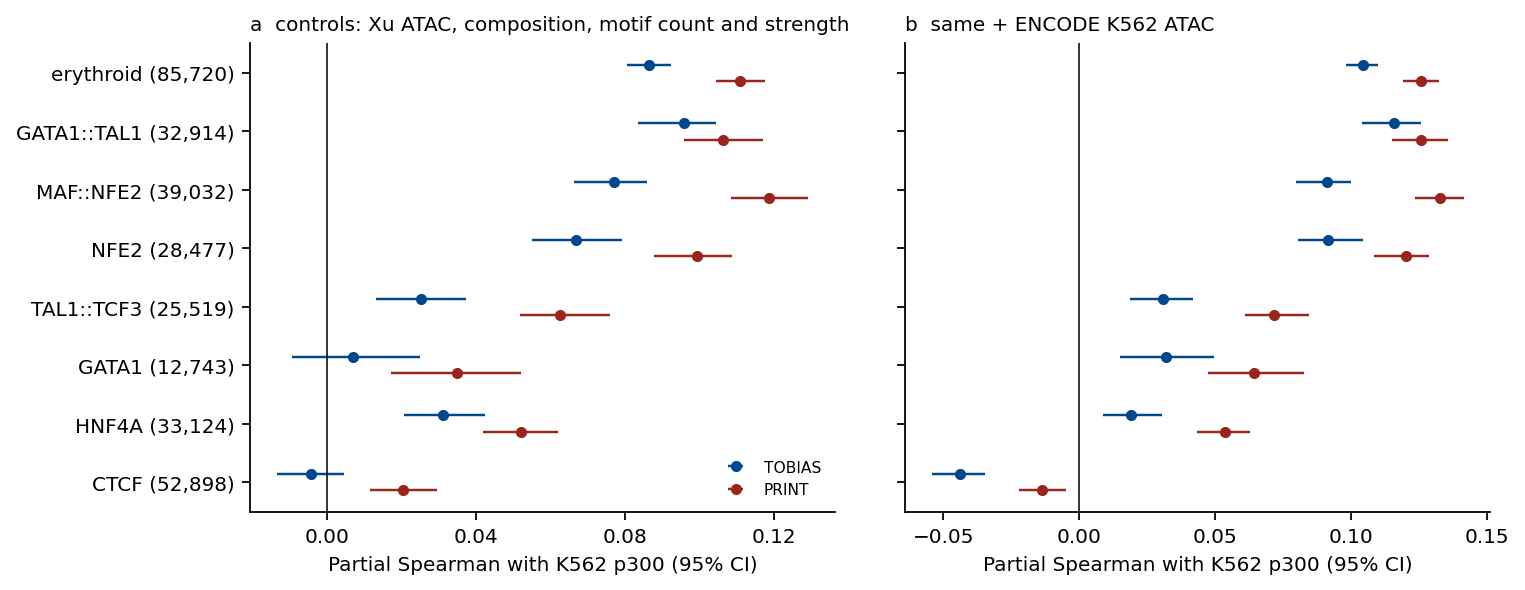 a  controls: Xu ATAC, composition, motif count and strength
b  same + ENCODE K562 ATAC
erythroid (85,720)
GATA1::TAL1 (32,914)
MAF::NFE2 (39,032)
NFE2 (28,477)
TAL1::TCF3 (25,519)
GATA1 (12,743)
HNF4A (33,124)
CTCF (52,898)
TOBIAS
PRINT
0.00 0.04 0.08 0.12
Partial Spearman with K562 p300 (95% CI)
−0.05 0.00 0.05 0.10 0.15
Partial Spearman with K562 p300 (95% CI)